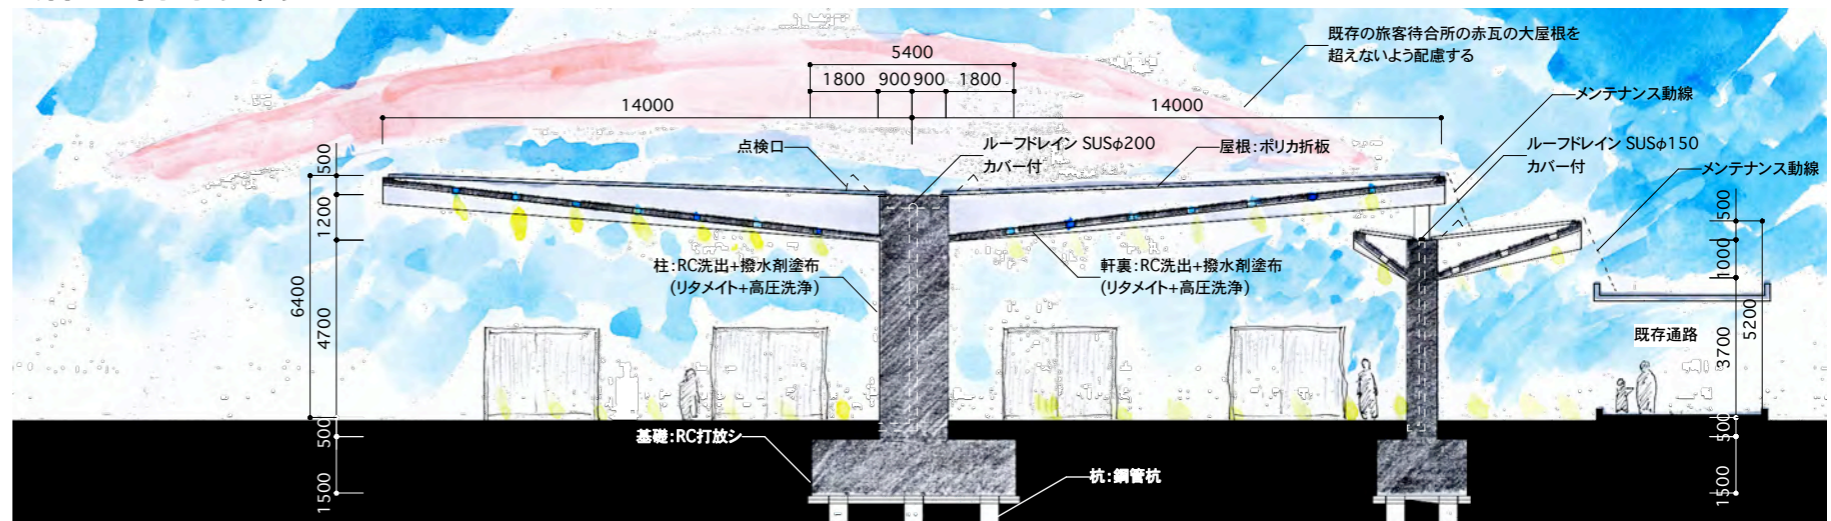 既存の旅客待合所の赤瓦の大屋根を
超えないよう配慮する
5400
1800
900
900
1800
メンテナンス動線
14000
14000
点検口
ルーフドレイン SUSφ200
カバー付
屋根：ポリカ折板
ルーフドレイン SUSφ150
カバー付
メンテナンス動線
500
1200
6400
4700
500
1500
柱：RC洗出+撥水剤塗布
(リタメイト+高圧洗浄)
軒裏：RC洗出+撥水剤塗布
(リタメイト+高圧洗浄)
500
1000
5200
3700
500
1500
既存通路
基礎：RC打放シ
杭：鋼管杭